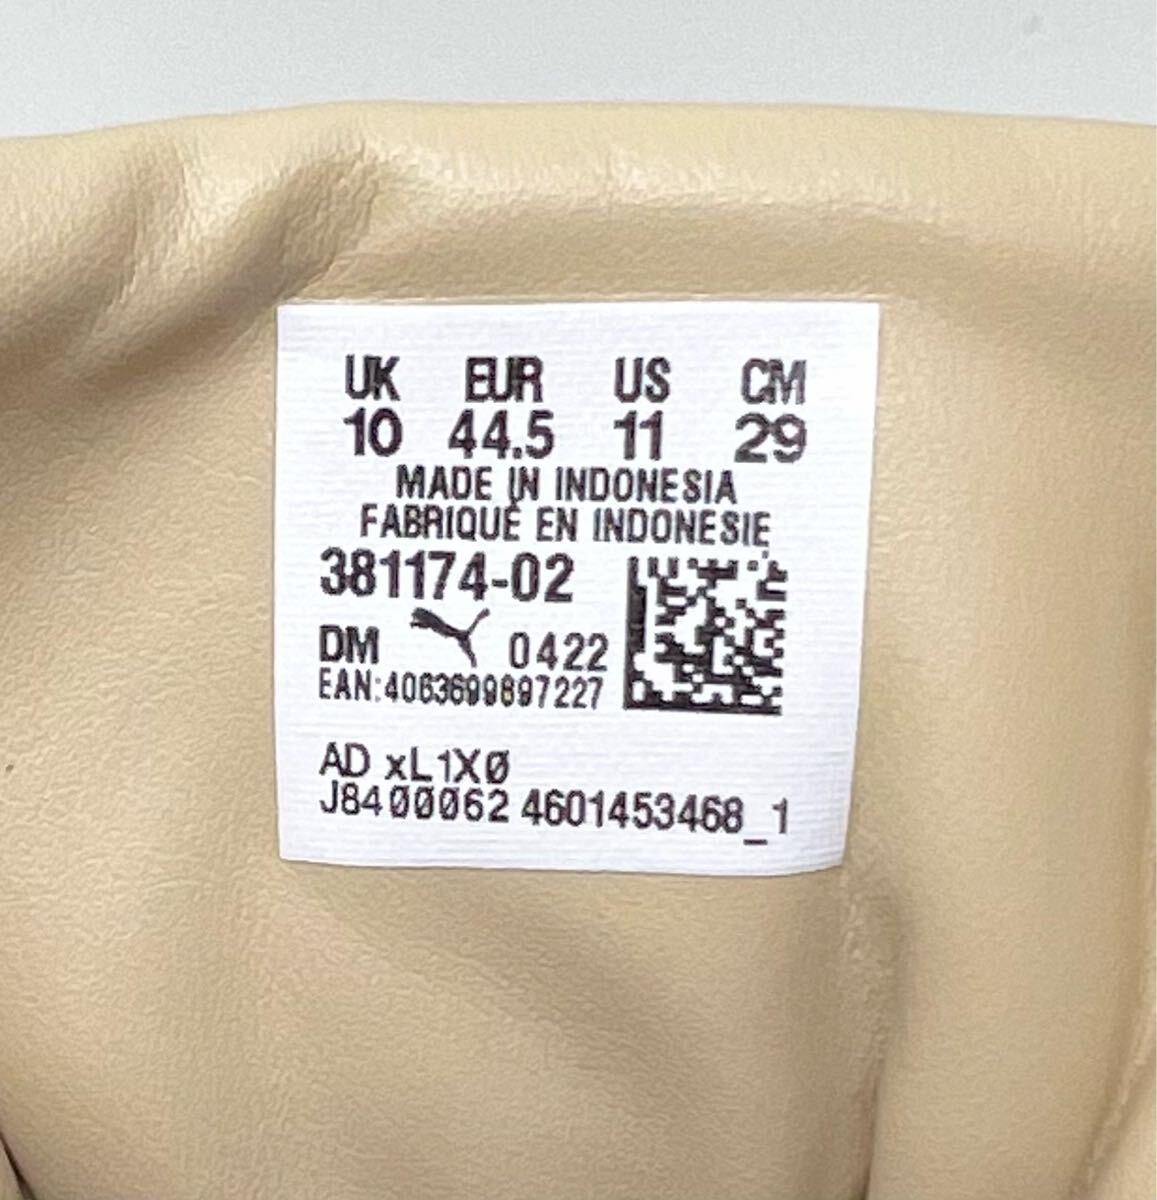 UK EUR US CM
10 44.5 11 29
MADE IN INDONESIA
FABRIQUÉ EN INDONESIE
381174-02
DM 0422
EAN:4063699897227
AD xL1XØ
J8400062 4601453468_1